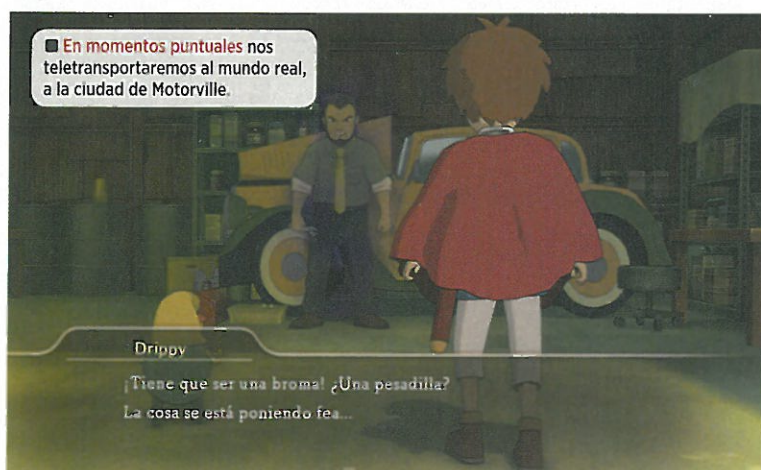 ■ En momentos puntuales nos
teletransportaremos al mundo real,
a la ciudad de Motorville.
Drippy
¡Tiene que ser una broma! ¿Una pesadilla?
La cosa se está poniendo fea...